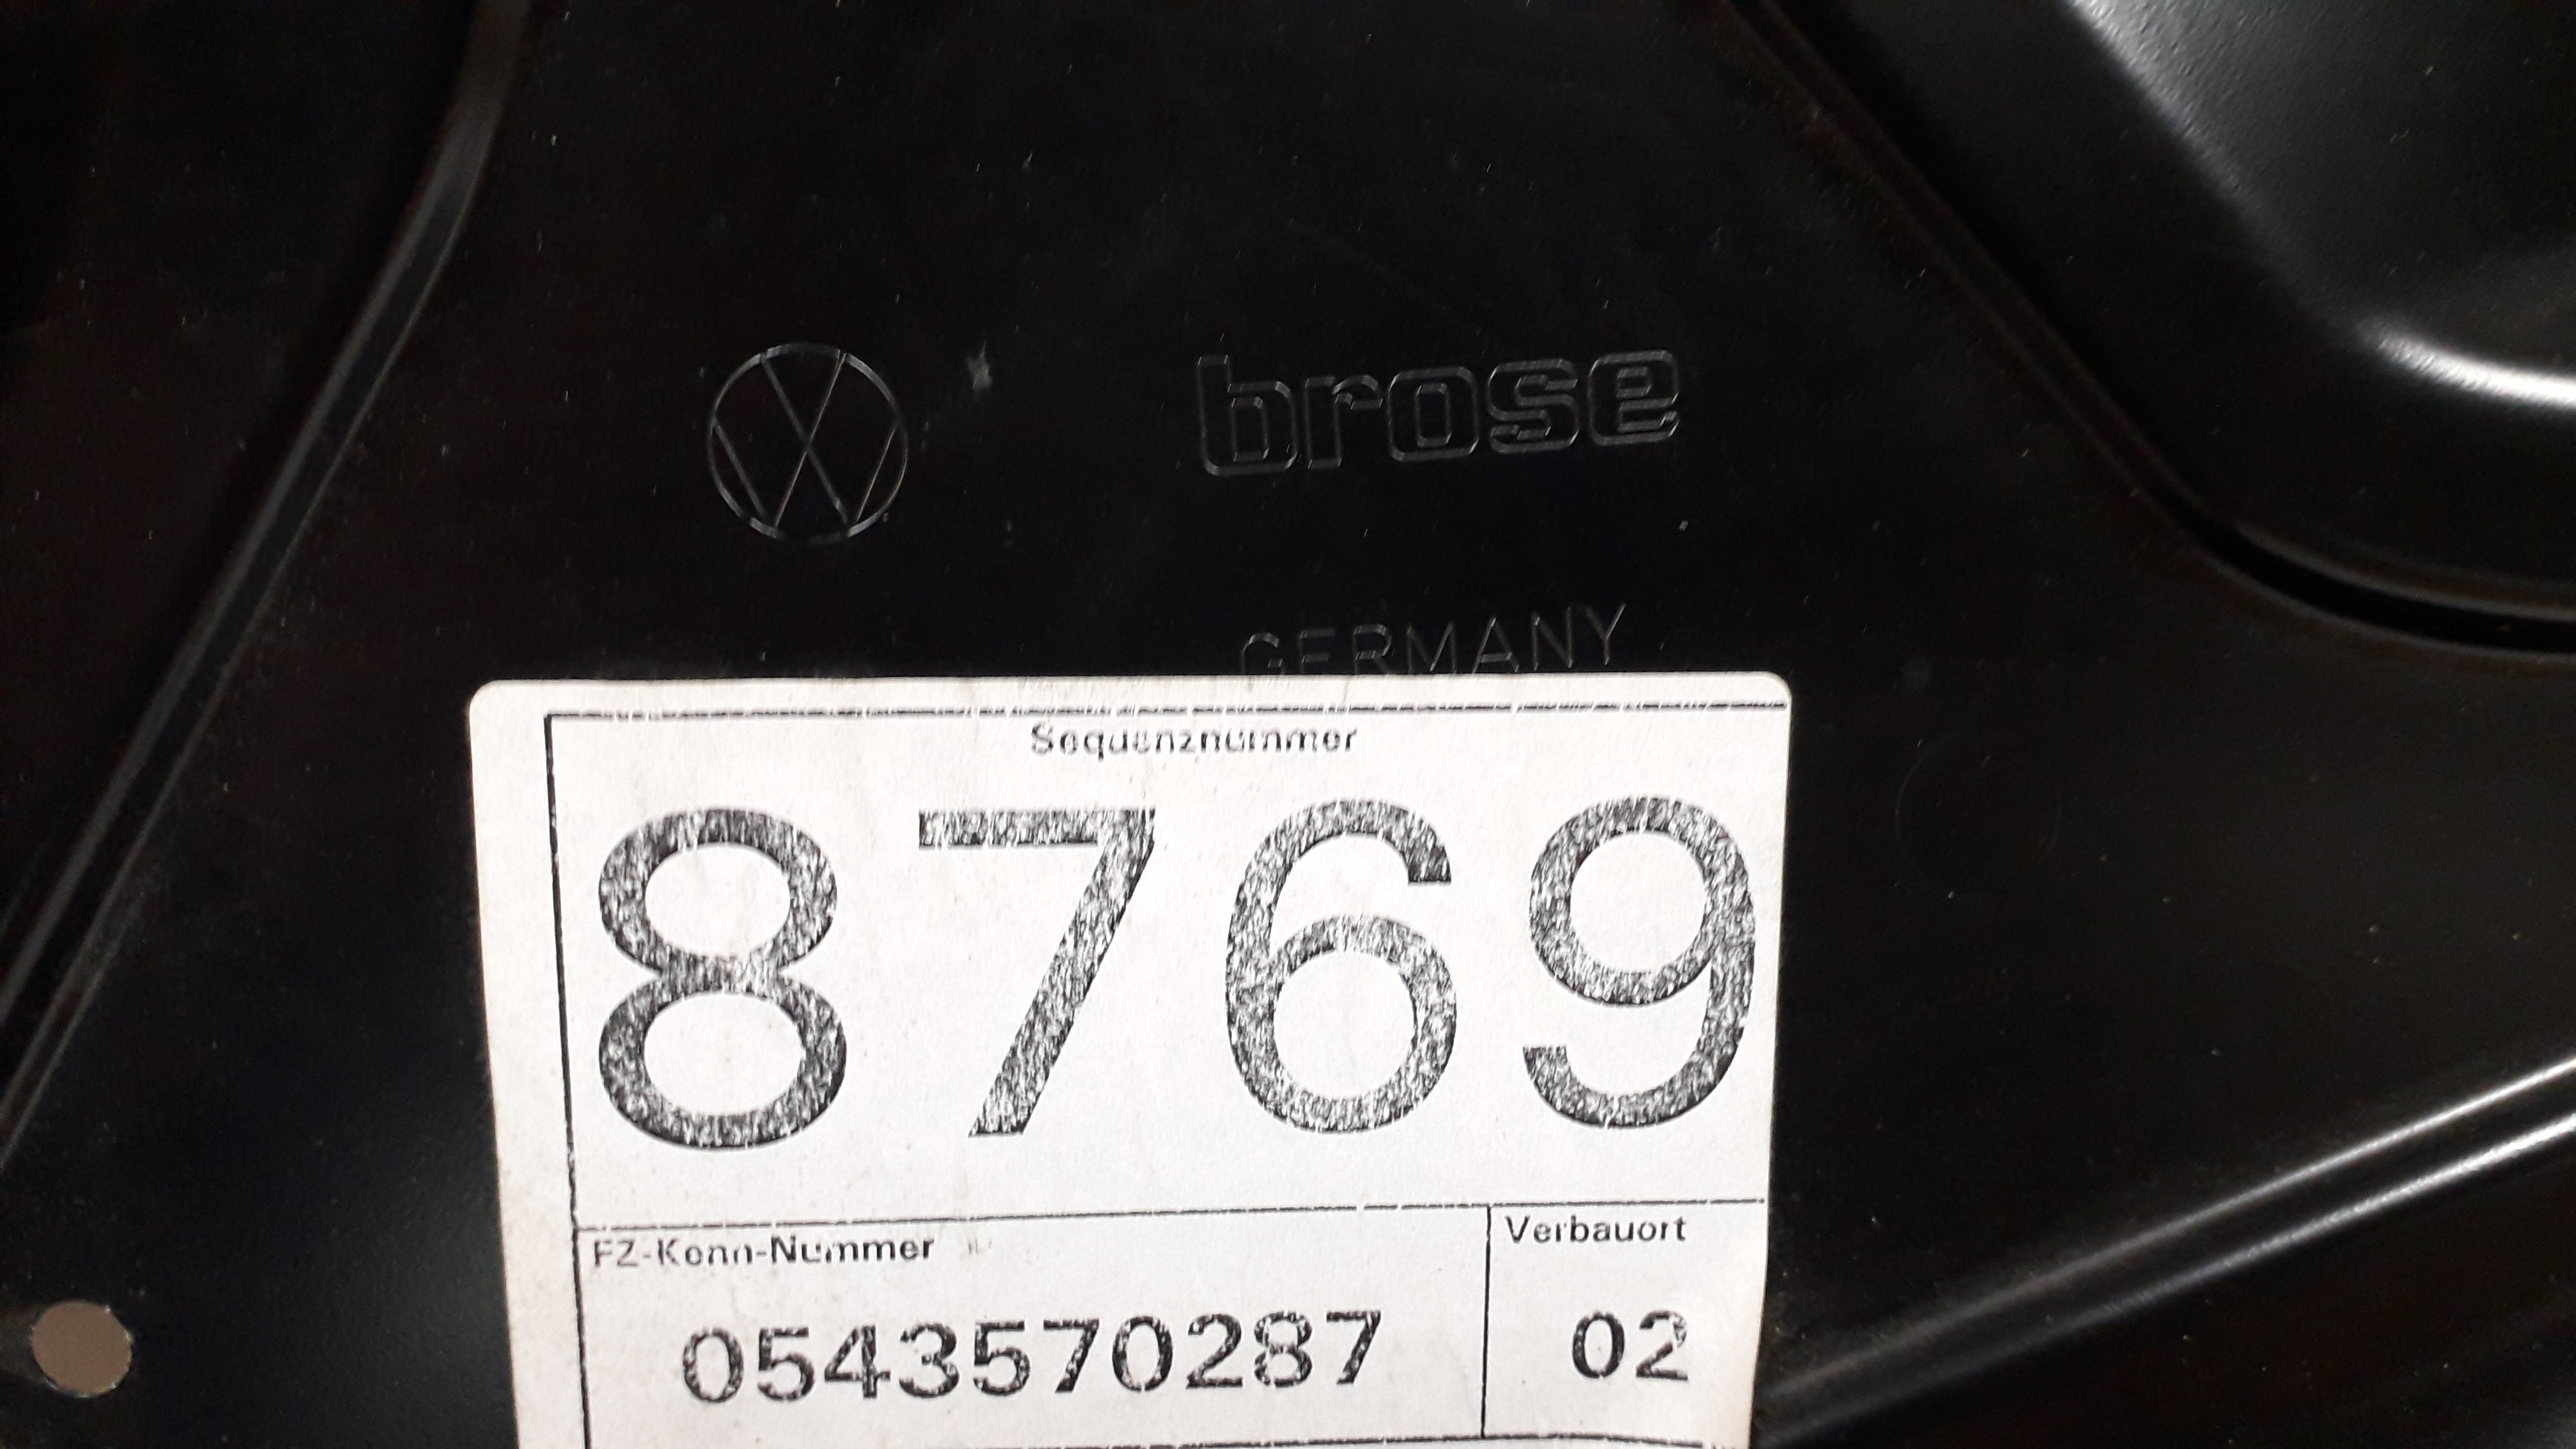 brose
GERMANY
Sequenznummer
8769
FZ-Kenn-Nummer
Verbauort
0543570287
02